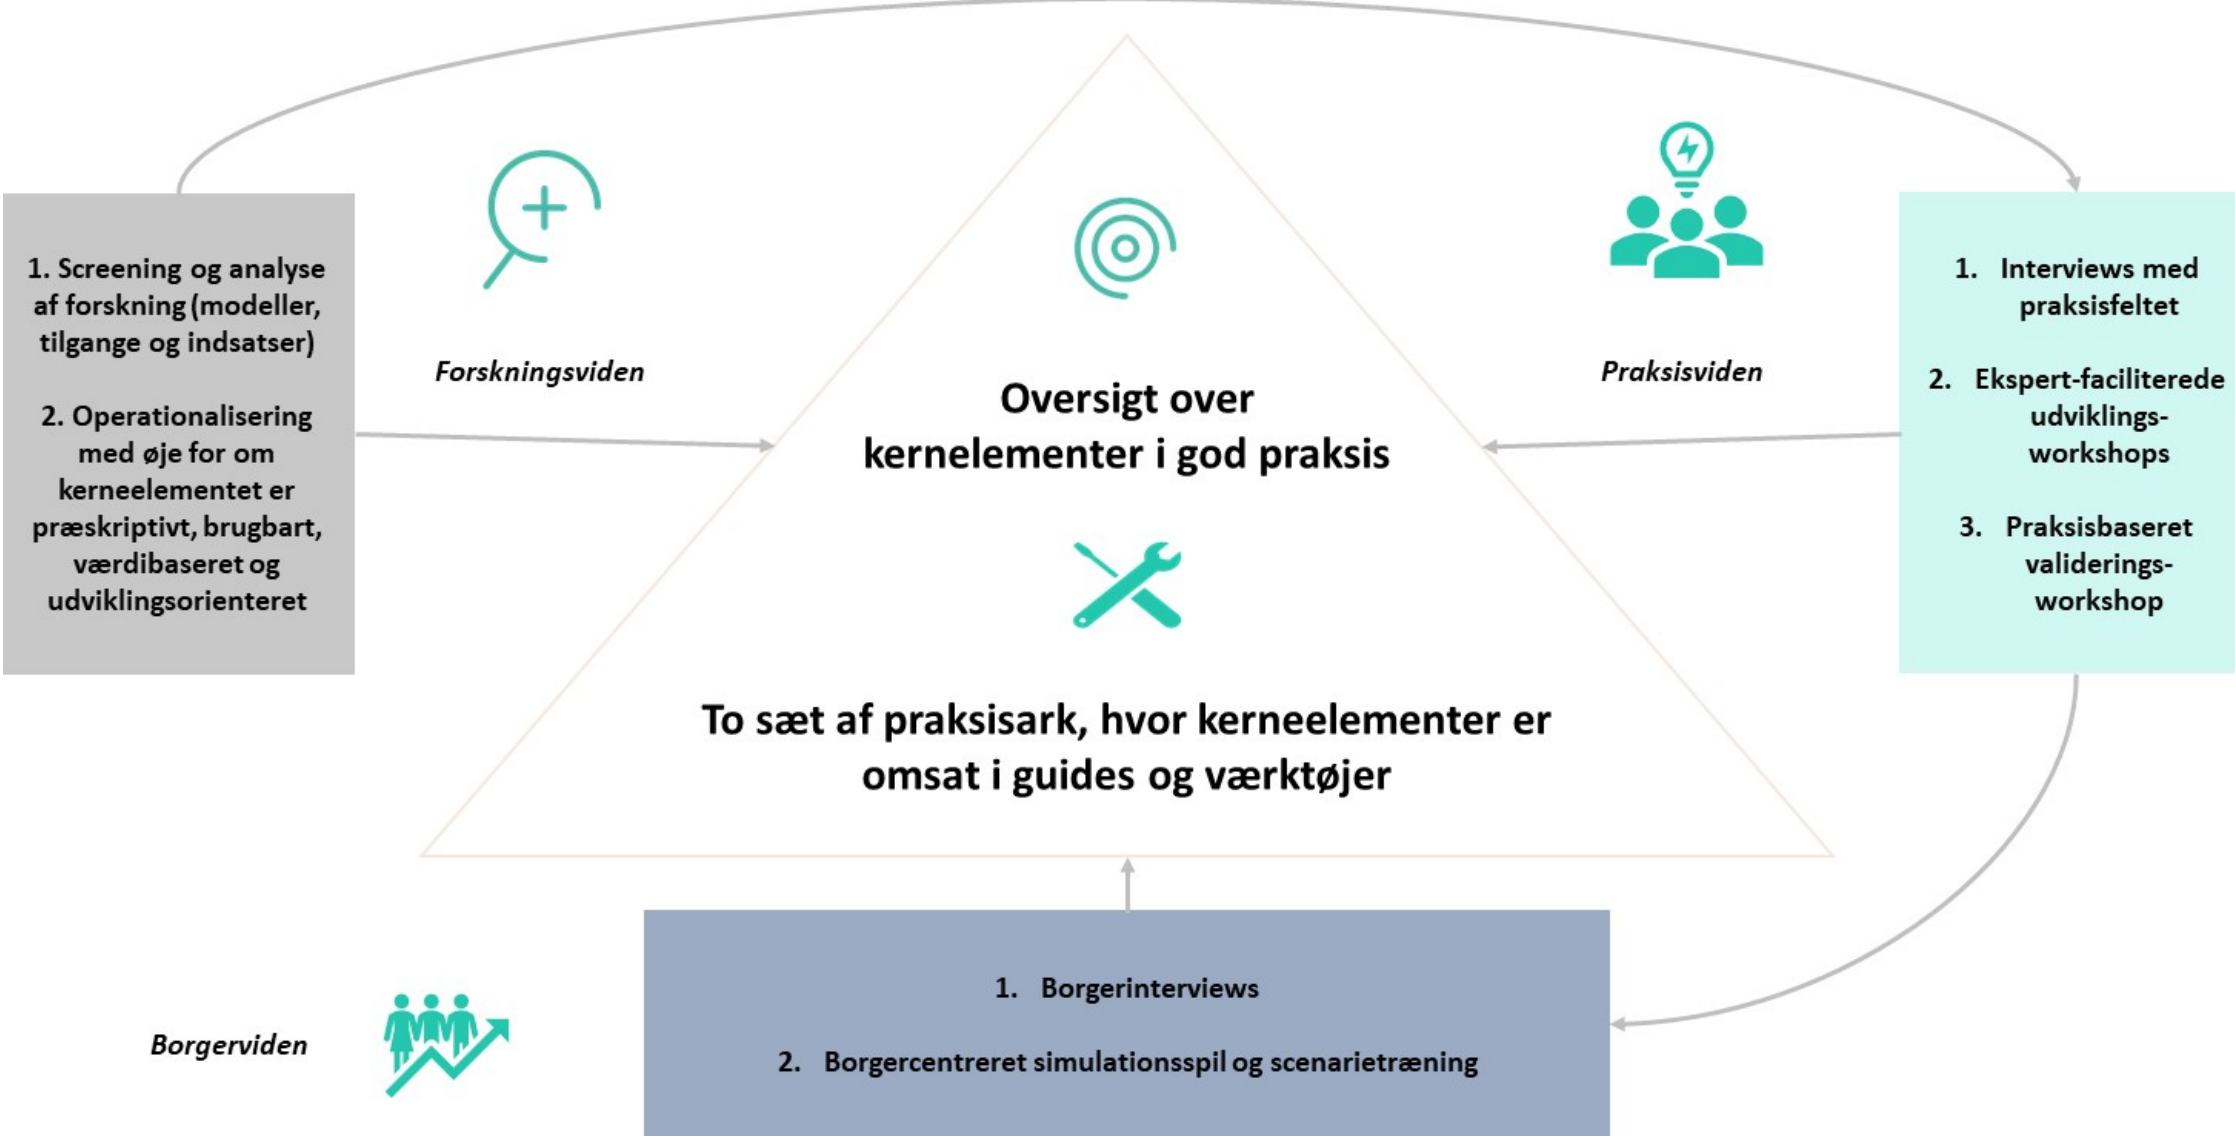 1. Screening og analyse
af forskning (modeller,
tilgange og indsatser)
2. Operationalisering
med øje for om
kerneelementet er
præskriptivt, brugbart,
værdibaseret og
udviklingsorienteret
Forskningsviden
Oversigt over
kernelementer i god praksis
To sæt af praksisark, hvor kerneelementer er
omsat i guides og værktøjer
Praksisviden
1. Interviews med
praksisfeltet
2. Ekspert-faciliterede
udviklings-
workshops
3. Praksisbaseret
validerings-
workshop
Borgerviden
1. Borgerinterviews
2. Borgercentreret simulationsspil og scenarietræning